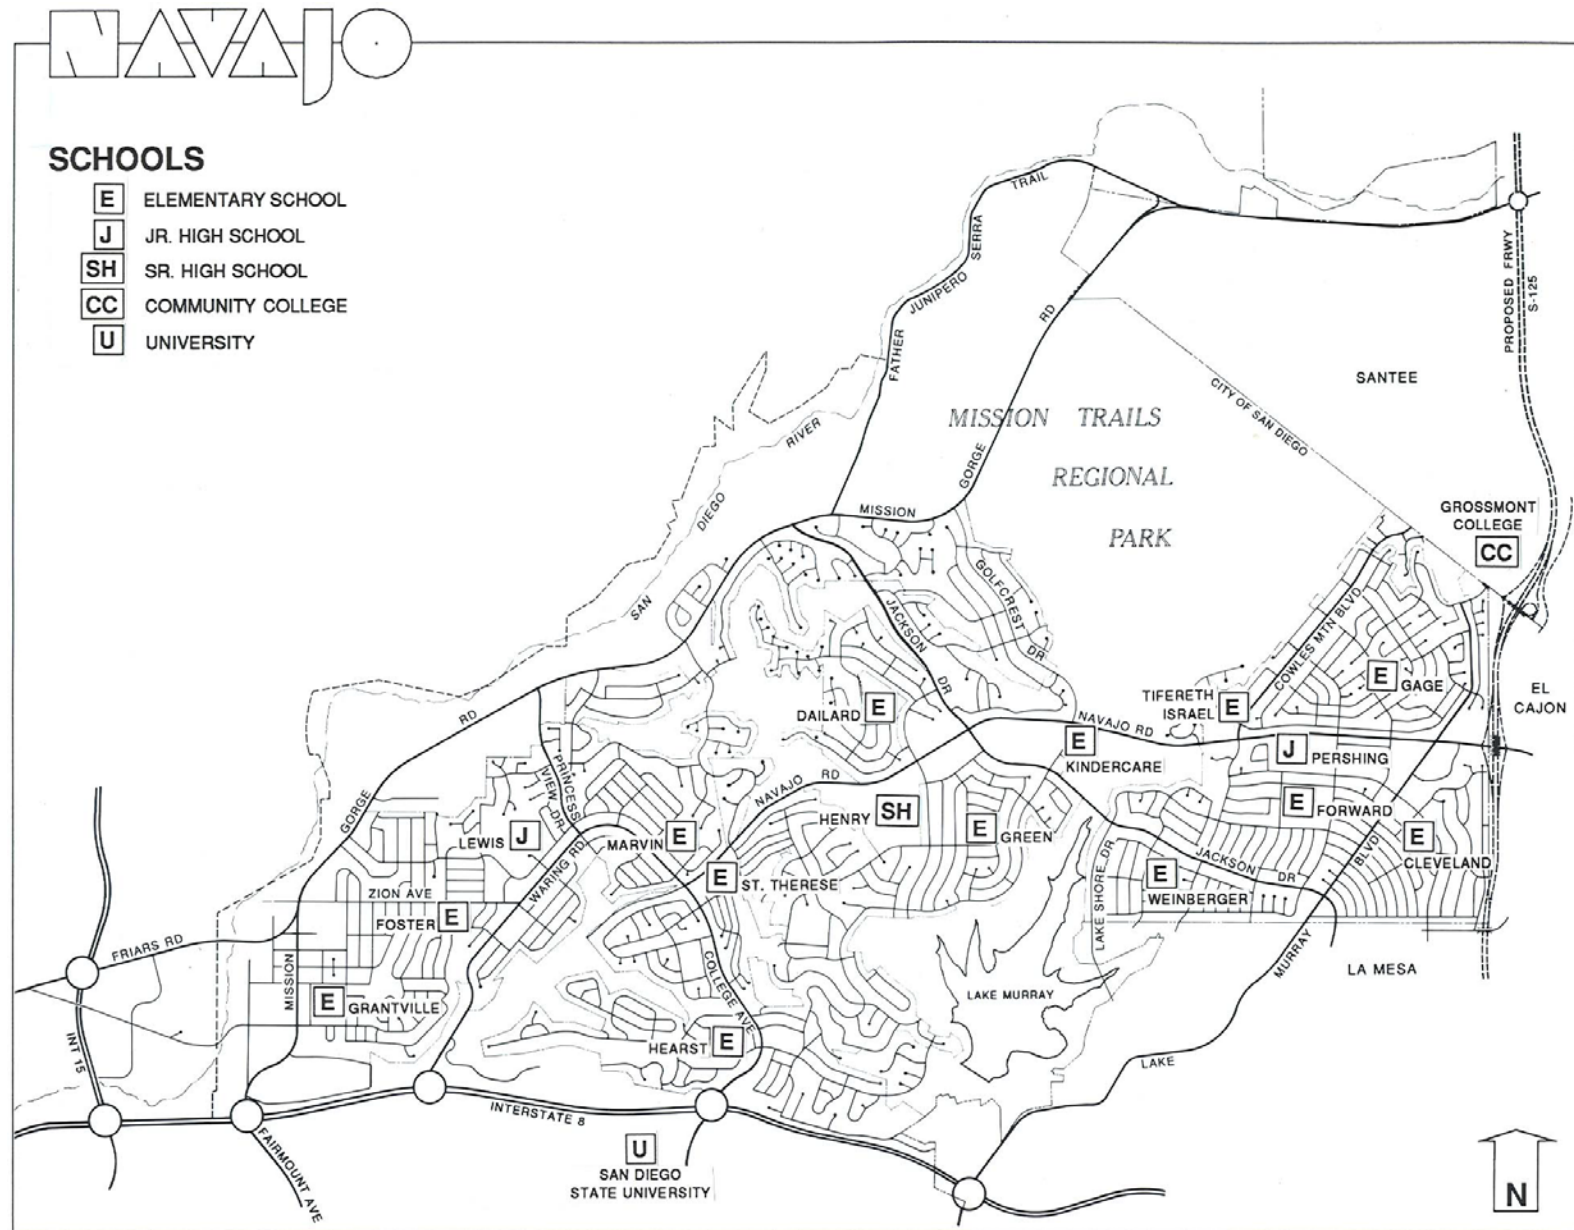 NAVAJO
SCHOOLS
E ELEMENTARY SCHOOL
J JR. HIGH SCHOOL
SH SR. HIGH SCHOOL
CC COMMUNITY COLLEGE
U UNIVERSITY
FATHER JUNIPERO SERRA TRAIL
PROPOSED FRWY
S-125
SANTEE
CITY OF SAN DIEGO
MISSION TRAILS
REGIONAL
PARK
SAN DIEGO RIVER
MISSION GORGE RD
GROSSMONT
COLLEGE
CC
GOLFCREST DR
JACKSON DR
COWLES MTN BLVD
E GAGE
EL
CAJON
TIFERETH
ISRAEL E
DAILARD E
NAVAJO RD
E
KINDERCARE
J PERSHING
GORGE RD
PRINCESS
VIEW DR
NAVAJO RD
HENRY SH
E GREEN
E
FORWARD
E
CLEVELAND
LEWIS J
MARVIN E
WARING RD
E
ST. THERESE
JACKSON DR
E
WEINBERGER
LAKE SHORE DR
ZION AVE
FOSTER E
FRIARS RD
MISSION
E
GRANTVILLE
COLLEGE AVE
HEARST E
LAKE MURRAY
LAKE MURRAY BLVD
LA MESA
INT 15
INTERSTATE 8
FAIRMOUNT AVE
U
SAN DIEGO
STATE UNIVERSITY
N